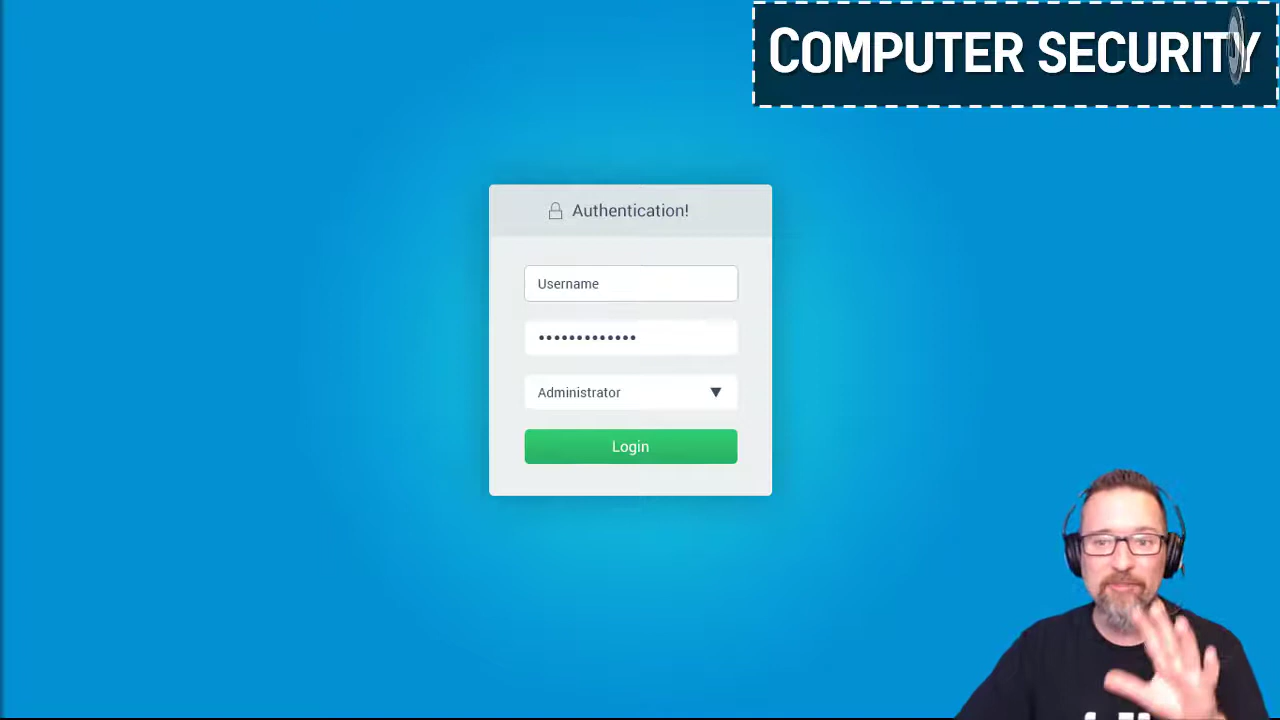 COMPUTER SECURITY
Authentication!
Username
•••••••••••••
Administrator
Login